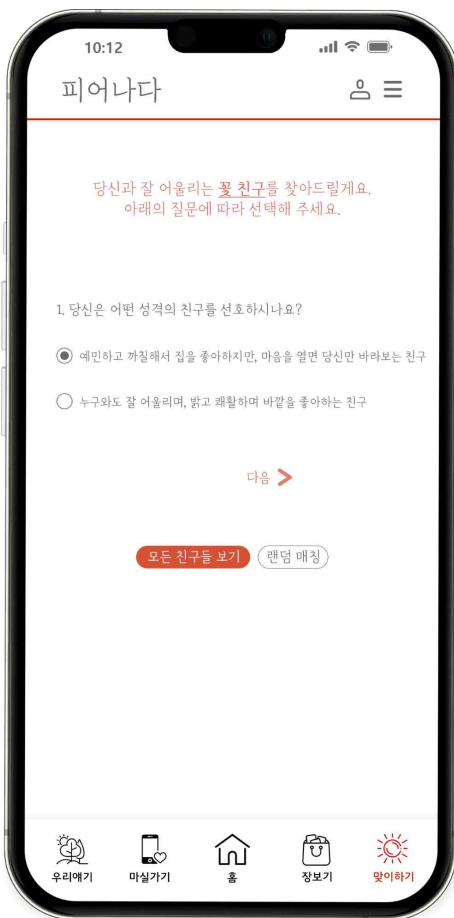 10:12
피어나다
당신과 잘 어울리는 꽃 친구를 찾아드릴게요.
아래의 질문에 따라 선택해 주세요.
1. 당신은 어떤 성격의 친구를 선호하시나요?
예민하고 까칠해서 집을 좋아하지만, 마음을 열면 당신만 바라보는 친구
누구와도 잘 어울리며, 밝고 쾌활하며 바깥을 좋아하는 친구
다음
모든 친구들 보기 랜덤 매칭
우리얘기 마실가기 홈 장보기 맞이하기